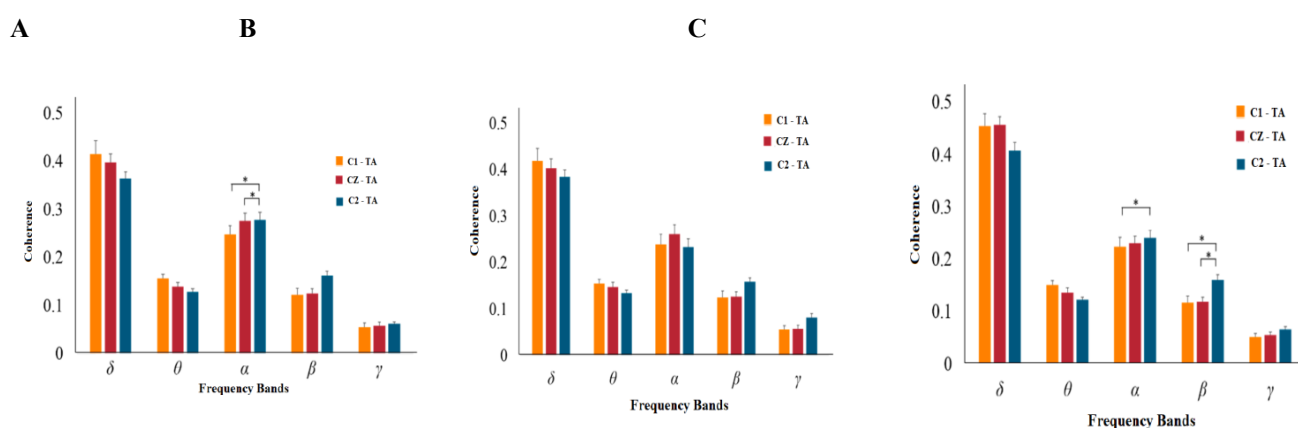 A B C
0.5
0.4
0.3
0.2
0.1
0
Coherence
C1 - TA
CZ - TA
C2 - TA
*
*
δ θ α β γ
Frequency Bands
0.5
0.4
0.3
0.2
0.1
0
Coherence
C1 - TA
CZ - TA
C2 - TA
δ θ α β γ
Frequency Bands
0.5
0.4
0.3
0.2
0.1
0
Coherence
C1 - TA
CZ - TA
C2 - TA
*
*
*
δ θ α β γ
Frequency Bands